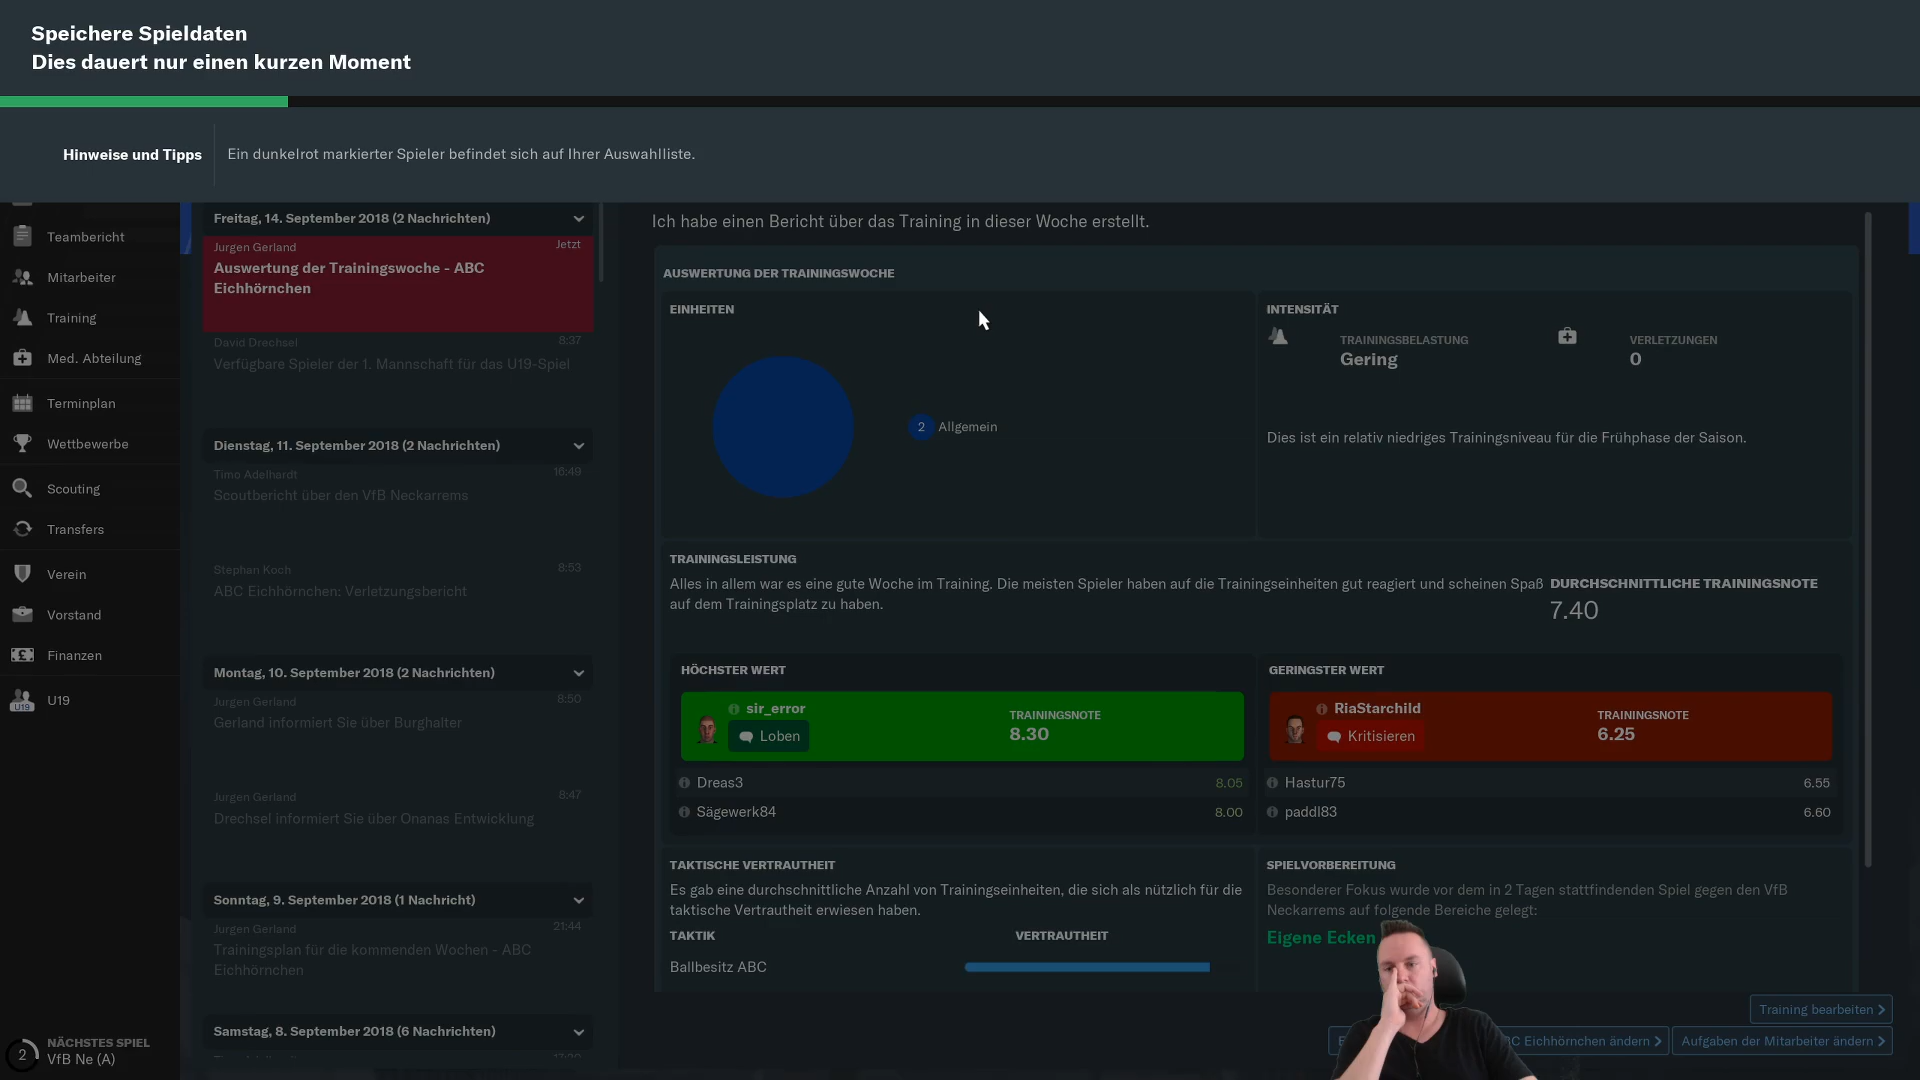 Speichere Spieldaten
Dies dauert nur einen kurzen Moment
Hinweise und Tipps
Ein dunkelrot markierter Spieler befindet sich auf Ihrer Auswahlliste.
Teambericht
Mitarbeiter
Training
Med. Abteilung
Terminplan
Wettbewerbe
Scouting
Transfers
Verein
Vorstand
Finanzen
U19
U19
2
NÄCHSTES SPIEL
VfB Ne (A)
Freitag, 14. September 2018 (2 Nachrichten)
Jurgen Gerland
Jetzt
Auswertung der Trainingswoche - ABC
Eichhörnchen
David Drechsel
8:37
Verfügbare Spieler der 1. Mannschaft für das U19-Spiel
Dienstag, 11. September 2018 (2 Nachrichten)
Timo Adelhardt
16:49
Scoutbericht über den VfB Neckarrems
Stephan Koch
8:53
ABC Eichhörnchen: Verletzungsbericht
Montag, 10. September 2018 (2 Nachrichten)
Jurgen Gerland
8:50
Gerland informiert Sie über Burghalter
Jurgen Gerland
8:47
Drechsel informiert Sie über Onanas Entwicklung
Sonntag, 9. September 2018 (1 Nachricht)
Jurgen Gerland
21:44
Trainingsplan für die kommenden Wochen - ABC
Eichhörnchen
Samstag, 8. September 2018 (6 Nachrichten)
Ich habe einen Bericht über das Training in dieser Woche erstellt.
AUSWERTUNG DER TRAININGSWOCHE
EINHEITEN
2 Allgemein
INTENSITÄT
TRAININGSBELASTUNG
Gering
VERLETZUNGEN
0
Dies ist ein relativ niedriges Trainingsniveau für die Frühphase der Saison.
TRAININGSLEISTUNG
Alles in allem war es eine gute Woche im Training. Die meisten Spieler haben auf die Trainingseinheiten gut reagiert und scheinen Spaß
auf dem Trainingsplatz zu haben.
DURCHSCHNITTLICHE TRAININGSNOTE
7.40
HÖCHSTER WERT
sir_error
Loben
TRAININGSNOTE
8.30
Dreas3
8.05
Sägewerk84
8.00
GERINGSTER WERT
RiaStarchild
Kritisieren
TRAININGSNOTE
6.25
Hastur75
6.55
paddl83
6.60
TAKTISCHE VERTRAUTHEIT
Es gab eine durchschnittliche Anzahl von Trainingseinheiten, die sich als nützlich für die
taktische Vertrautheit erwiesen haben.
TAKTIK
VERTRAUTHEIT
Ballbesitz ABC
SPIELVORBEREITUNG
Besonderer Fokus wurde vor dem in 2 Tagen stattfindenden Spiel gegen den VfB
Neckarrems auf folgende Bereiche gelegt:
Eigene Ecken
Training bearbeiten
Eichhörnchen ändern
Aufgaben der Mitarbeiter ändern